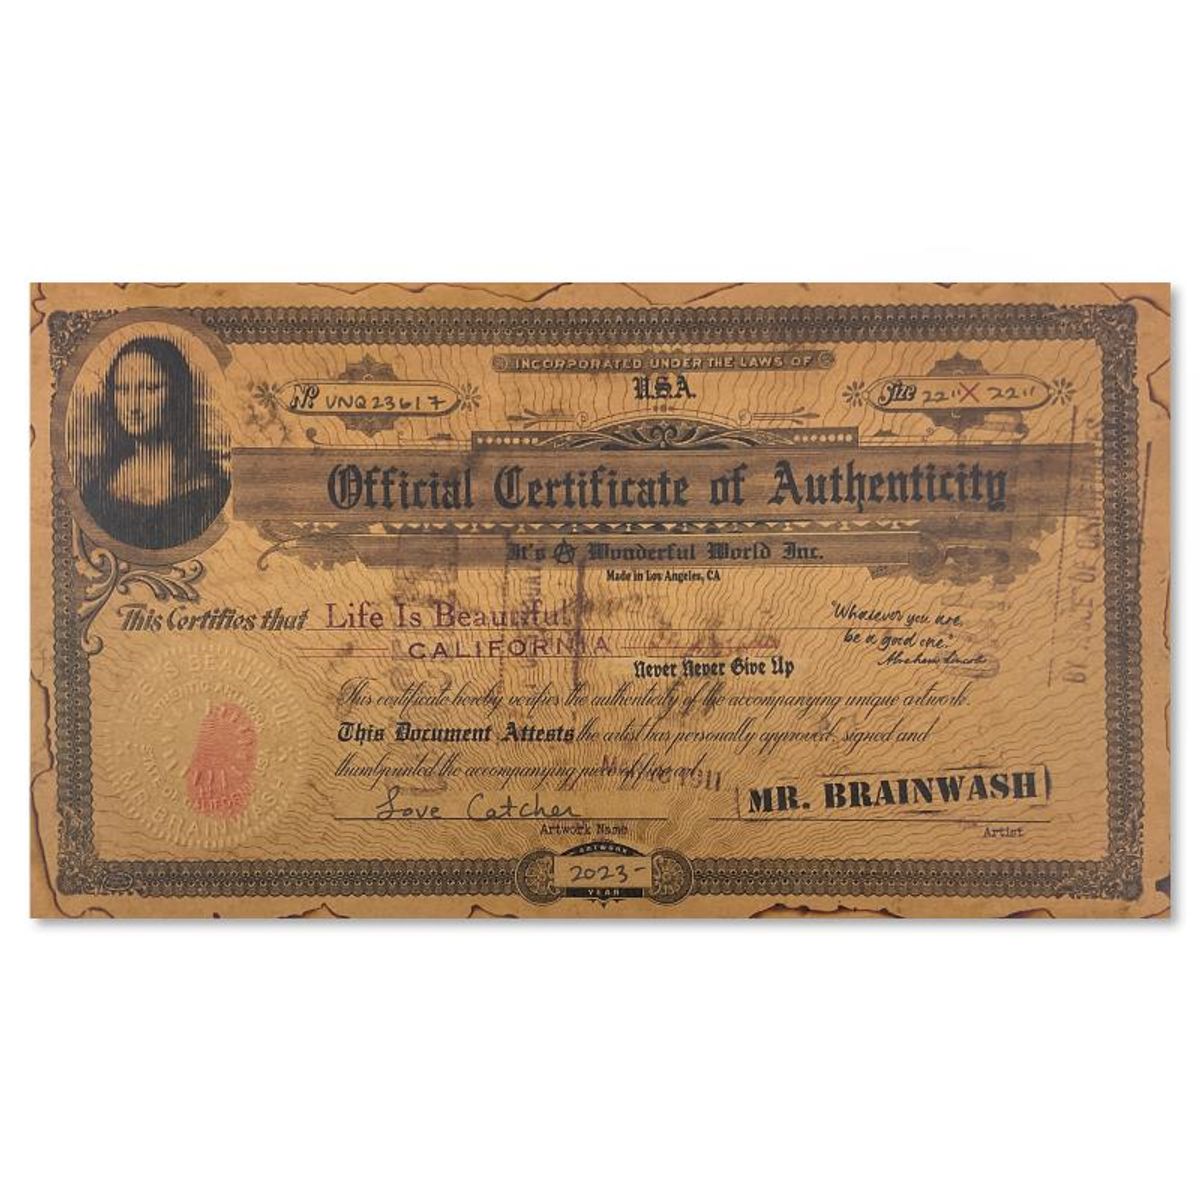 INCORPORATED UNDER THE LAWS OF
U.S.A.
Nº UNQ23617
Size 22" X 22"
Official Certificate of Authenticity
It's A Wonderful World Inc.
Made in Los Angeles, CA
This Certifies that Life Is Beautiful
CALIFORNIA
"Whatever you are,
be a good one."
Abraham Lincoln
Never Never Give Up
This certificate hereby verifies the authenticity of the accompanying unique artwork.
This Document Attests the artist has personally approved, signed and
thumbprinted the accompanying piece of fine art.
Love Catcher
Artwork Name
MR. BRAINWASH
Artist
ARTWORK
2023-
YEAR